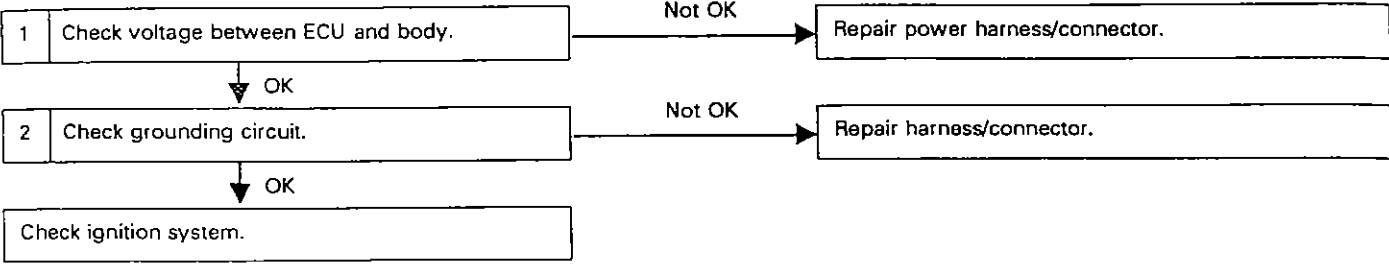 Not OK
1 Check voltage between ECU and body.
Repair power harness/connector.
OK
Not OK
2 Check grounding circuit.
Repair harness/connector.
OK
Check ignition system.